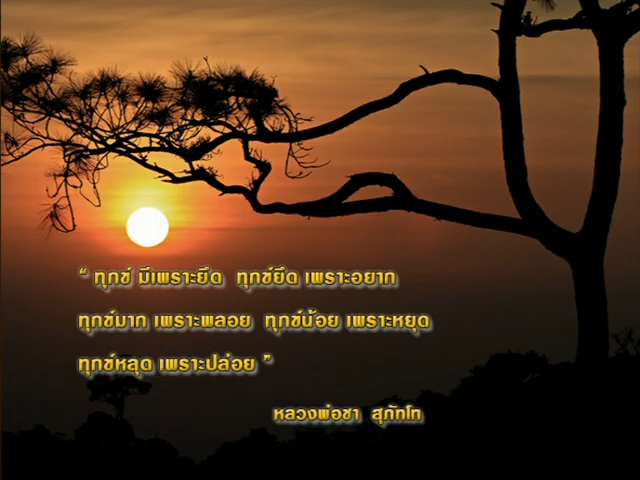 “ ทุกข์ มีเพราะยึด ทุกข์ยึด เพราะอยาก
ทุกข์มาก เพราะพลอย ทุกข์น้อย เพราะหยุด
ทุกข์หลุด เพราะปล่อย ”
หลวงพ่อชา สุภัทโท